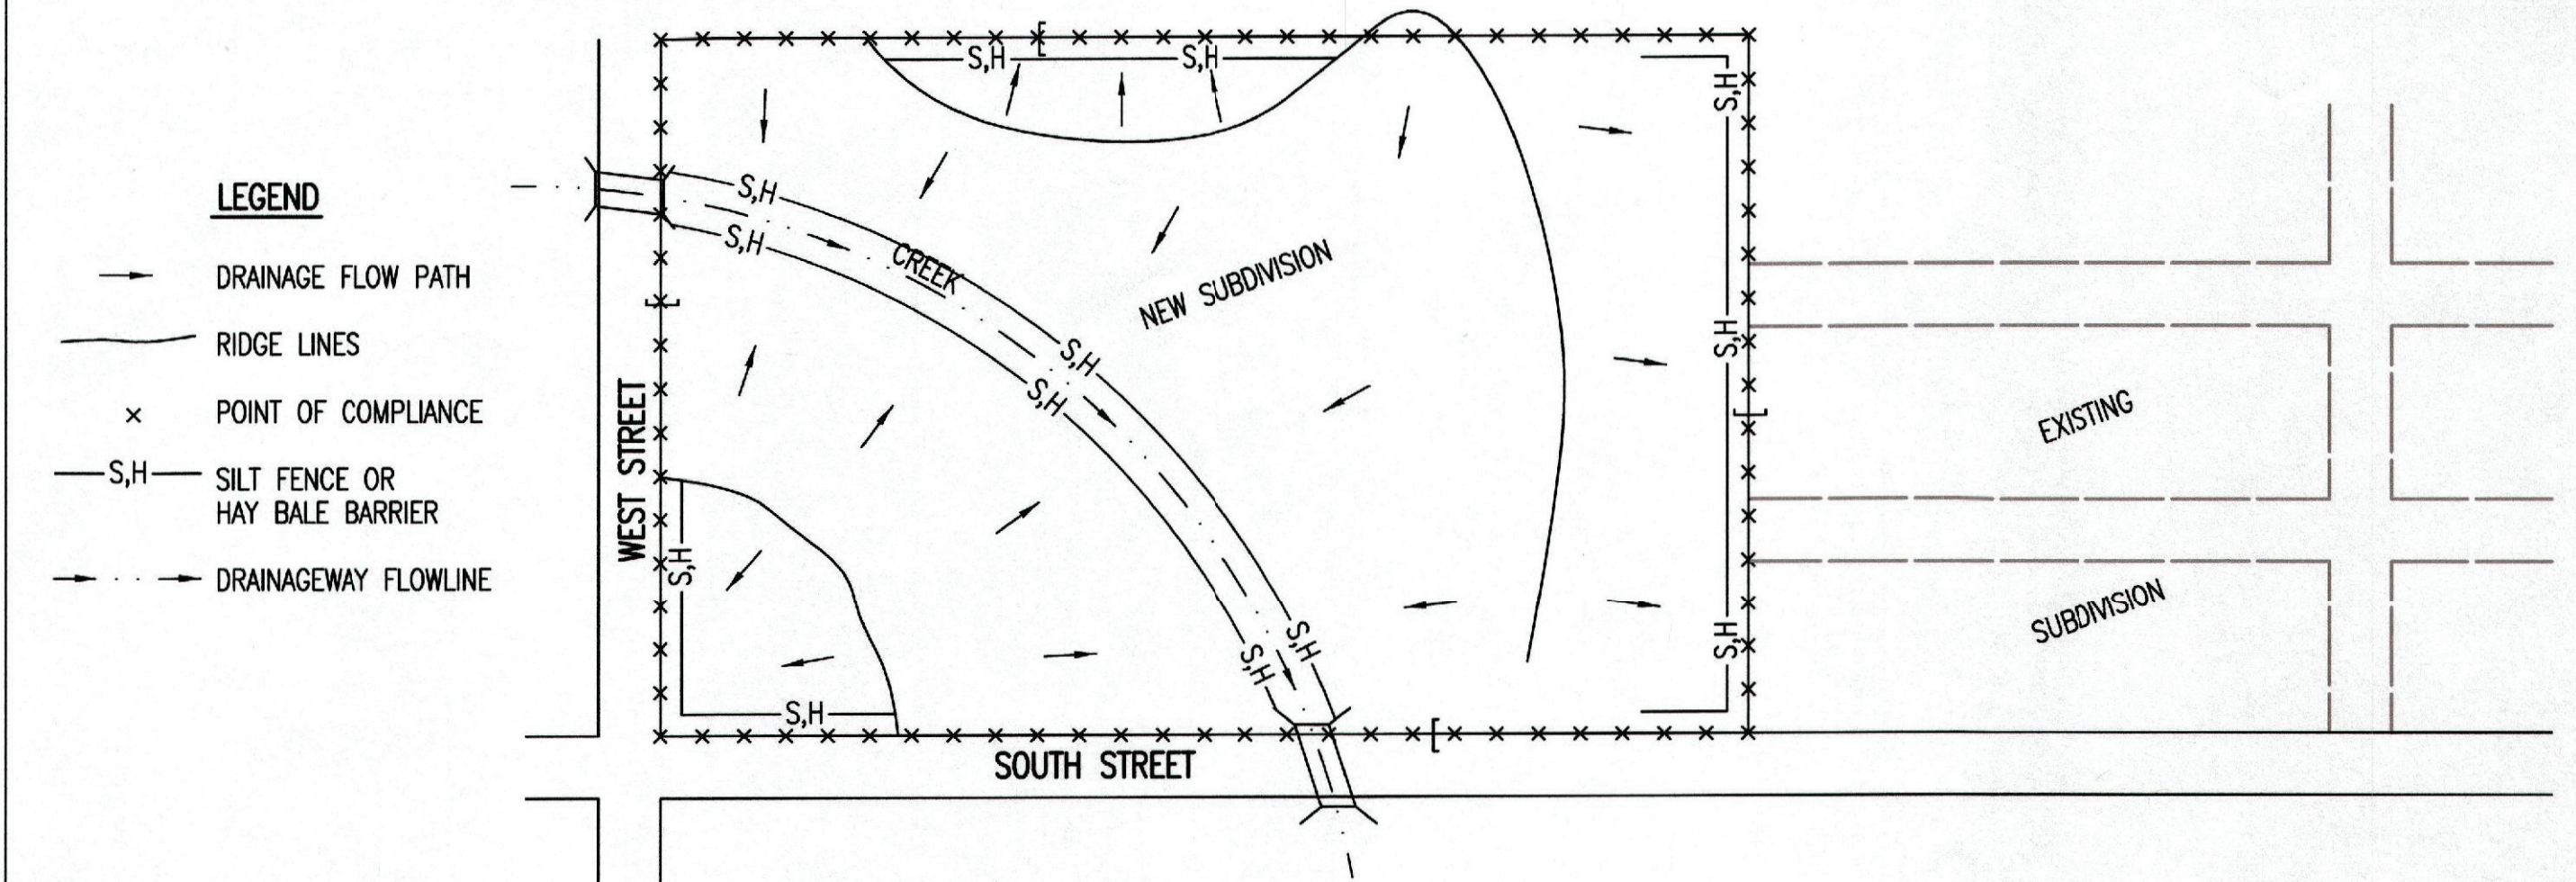 LEGEND
DRAINAGE FLOW PATH
RIDGE LINES
× POINT OF COMPLIANCE
S,H SILT FENCE OR
HAY BALE BARRIER
DRAINAGEWAY FLOWLINE
S,H
S,H
S,H
S,H
S,H
S,H
S,H
S,H
S,H
S,H
S,H
S,H
S,H
S,H
CREEK
NEW SUBDIVISION
WEST STREET
SOUTH STREET
EXISTING
SUBDIVISION